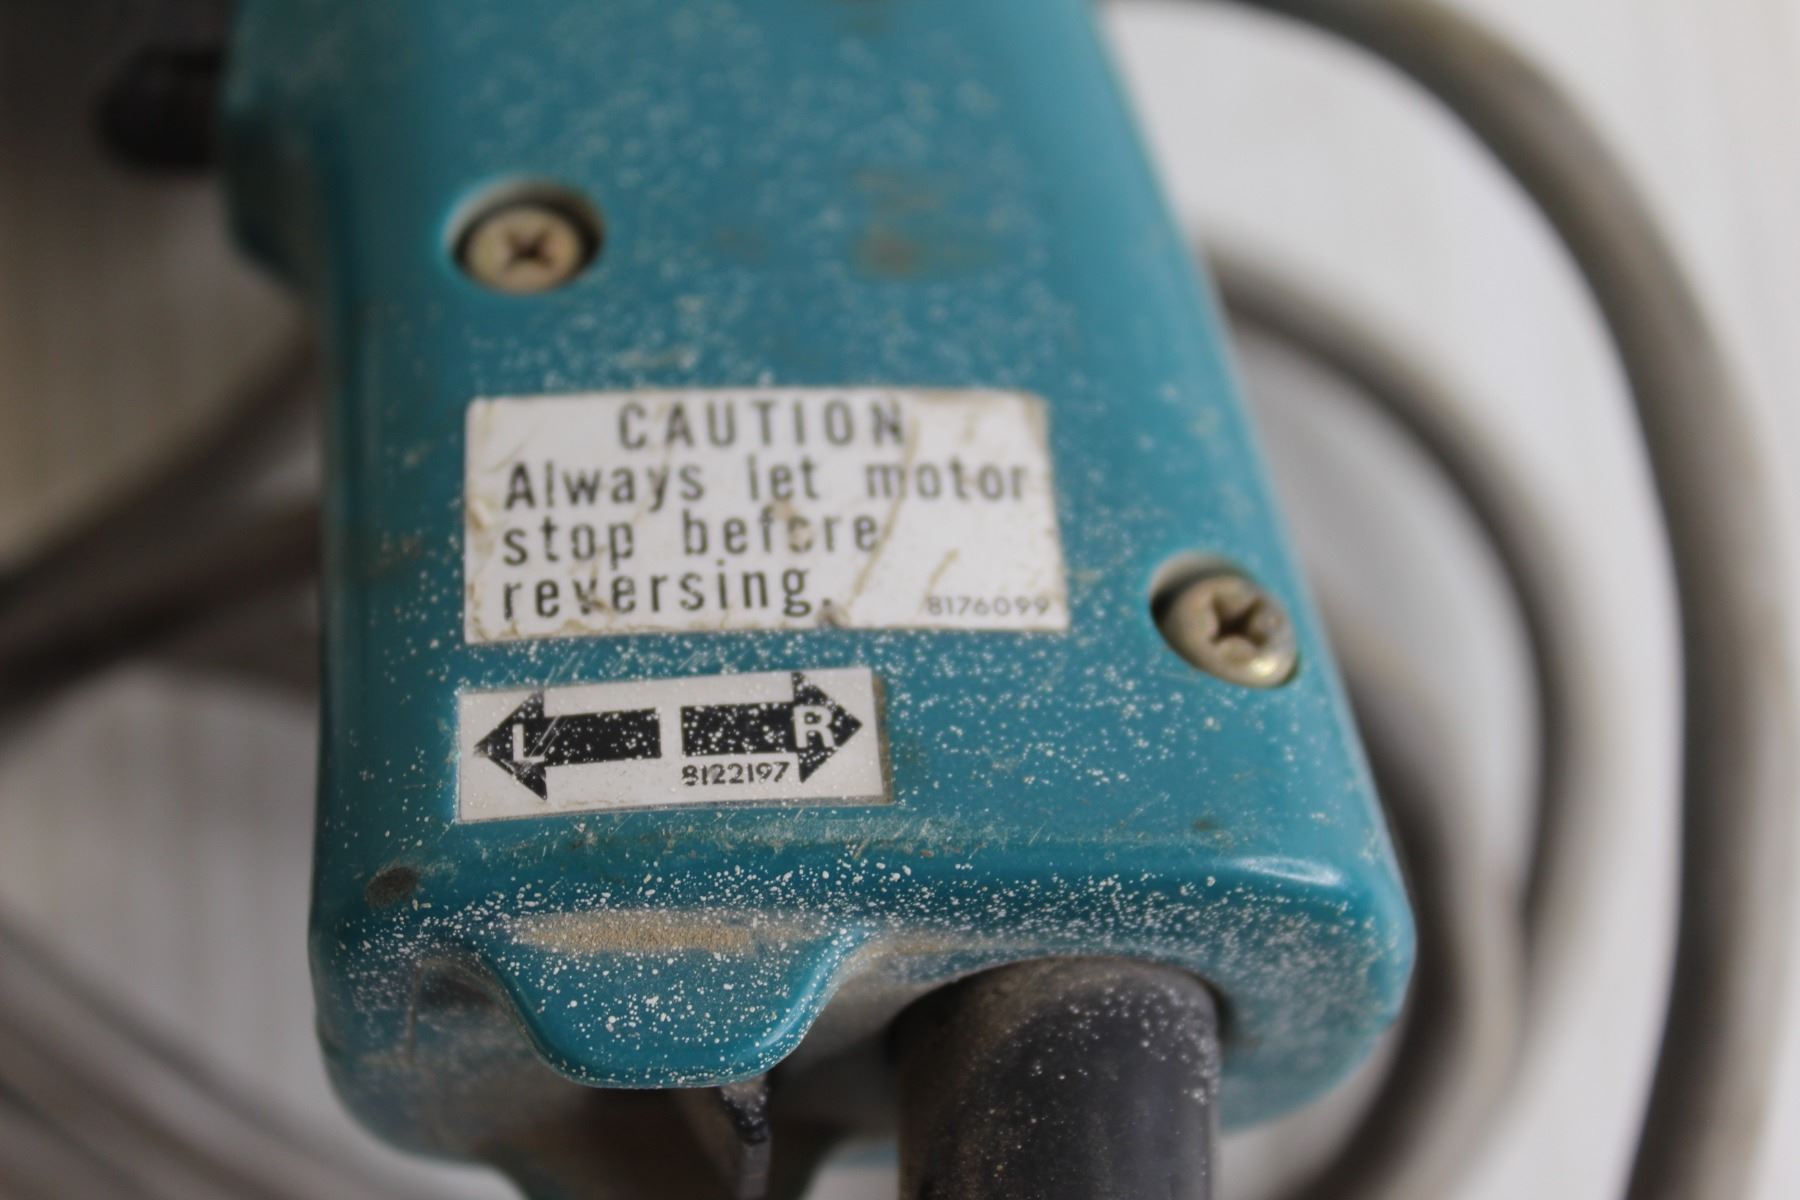 CAUTION
Always let motor
stop before
reversing.
8176099
L R
8122197